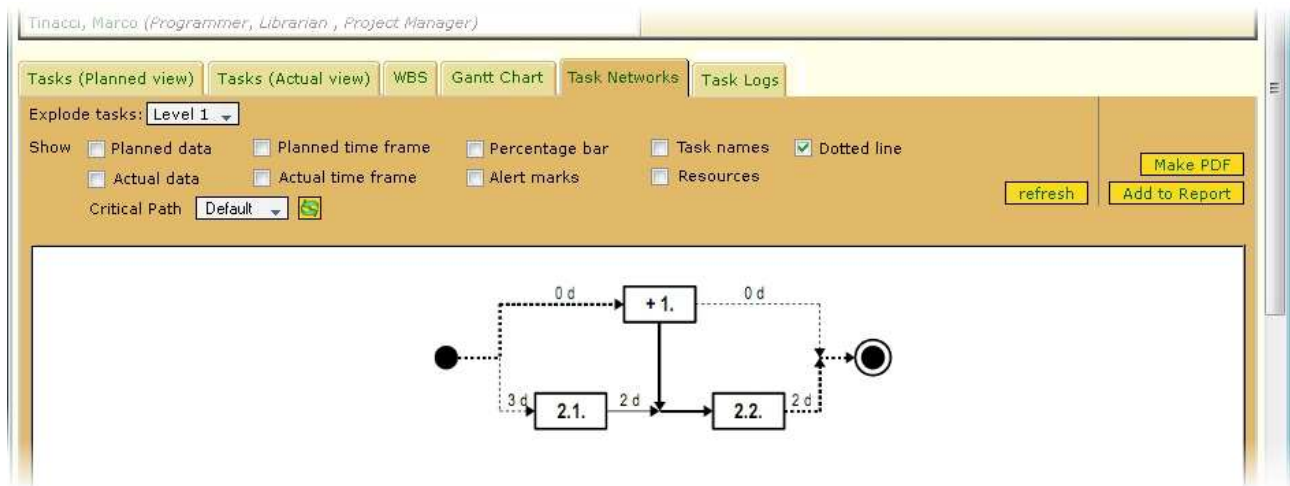 Tinacci, Marco (Programmer, Librarian , Project Manager)
Tasks (Planned view) Tasks (Actual view) WBS Gantt Chart Task Networks Task Logs
Explode tasks: Level 1
Show Planned data Planned time frame Percentage bar Task names Dotted line
Make PDF
Actual data Actual time frame Alert marks Resources
refresh Add to Report
Critical Path Default
0 d + 1. 0 d
3 d 2.1. 2 d 2.2. 2 d